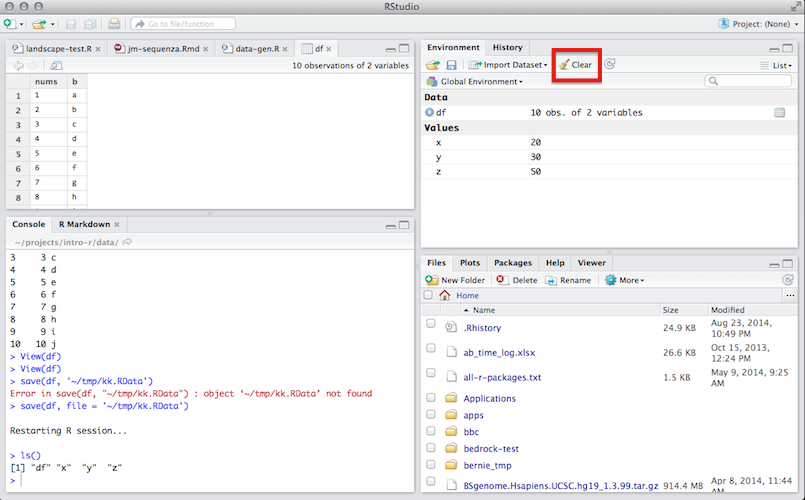 RStudio
Go to file/function
Project: (None)
landscape-test.R
jm-sequenza.Rmd
data-gen.R
df
10 observations of 2 variables
nums b
1 1 a
2 2 b
3 3 c
4 4 d
5 5 e
6 6 f
7 7 g
8 8 h
Console
R Markdown
~/projects/intro-r/data/
3 3 c
4 4 d
5 5 e
6 6 f
7 7 g
8 8 h
9 9 i
10 10 j
> View(df)
> View(df)
> save(df, '~/tmp/kk.RData')
Error in save(df, "~/tmp/kk.RData") : object '~/tmp/kk.RData' not found
> save(df, file = '~/tmp/kk.RData')
Restarting R session...
> ls()
[1] "df" "x" "y" "z"
>
Environment
History
Import Dataset
Clear
List
Global Environment
Data
df 10 obs. of 2 variables
Values
x 20
y 30
z 50
Files
Plots
Packages
Help
Viewer
New Folder
Delete
Rename
More
Home
...
Name Size Modified
.Rhistory 24.9 KB Aug 23, 2014, 10:49 PM
ab_time_log.xlsx 26.6 KB Oct 15, 2013, 12:24 PM
all-r-packages.txt 1.5 KB May 9, 2014, 9:25 AM
Applications
apps
bbc
bedrock-test
bernie_tmp
BSgenome.Hsapiens.UCSC.hg19_1.3.99.tar.gz 914.4 MB Apr 8, 2014, 11:44